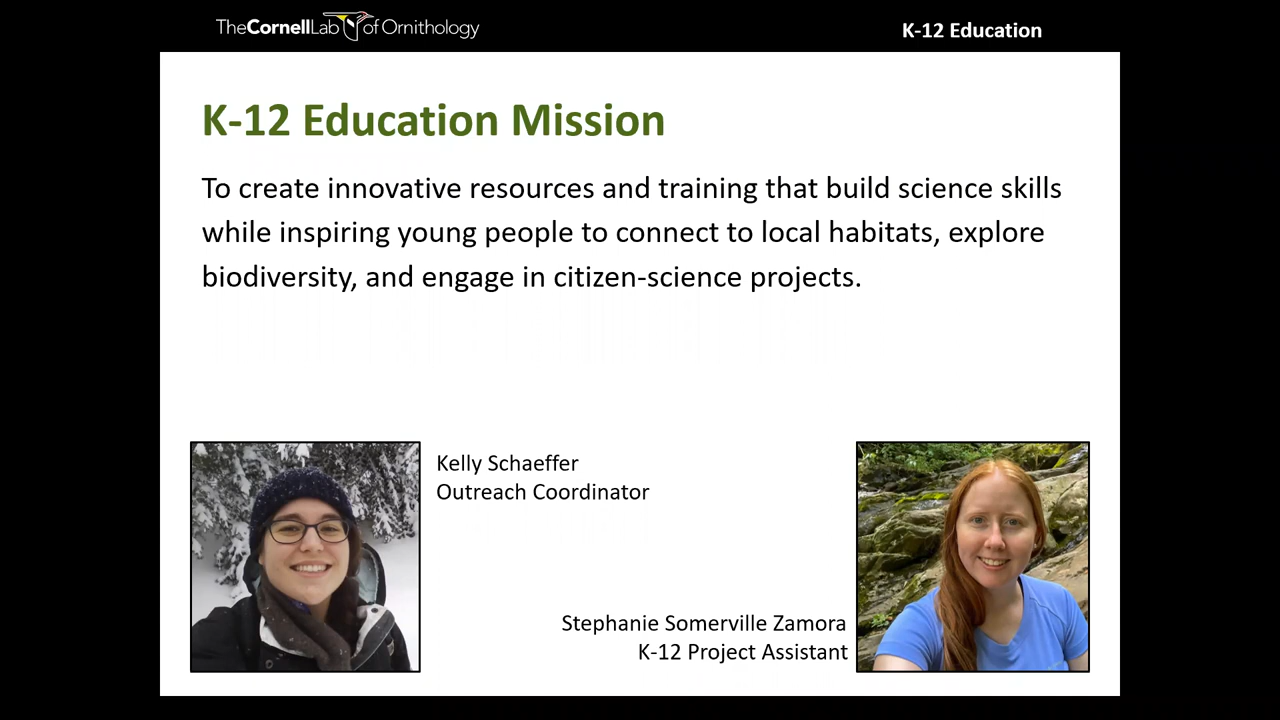 TheCornellLab of Ornithology
K-12 Education
K-12 Education Mission
To create innovative resources and training that build science skills
while inspiring young people to connect to local habitats, explore
biodiversity, and engage in citizen-science projects.
Kelly Schaeffer
Outreach Coordinator
Stephanie Somerville Zamora
K-12 Project Assistant